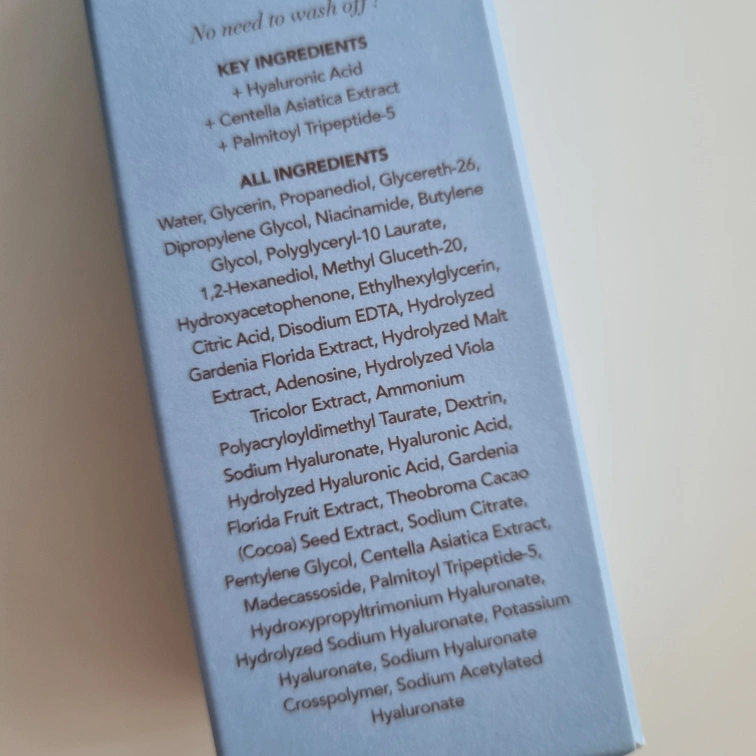 No need to wash off !
KEY INGREDIENTS
+ Hyaluronic Acid
+ Centella Asiatica Extract
+ Palmitoyl Tripeptide-5
ALL INGREDIENTS
Water, Glycerin, Propanediol, Glycereth-26,
Dipropylene Glycol, Niacinamide, Butylene
Glycol, Polyglyceryl-10 Laurate,
1,2-Hexanediol, Methyl Gluceth-20,
Hydroxyacetophenone, Ethylhexylglycerin,
Citric Acid, Disodium EDTA, Hydrolyzed
Gardenia Florida Extract, Hydrolyzed Malt
Extract, Adenosine, Hydrolyzed Viola
Tricolor Extract, Ammonium
Polyacryloyldimethyl Taurate, Dextrin,
Sodium Hyaluronate, Hyaluronic Acid,
Hydrolyzed Hyaluronic Acid, Gardenia
Florida Fruit Extract, Theobroma Cacao
(Cocoa) Seed Extract, Sodium Citrate,
Pentylene Glycol, Centella Asiatica Extract,
Madecassoside, Palmitoyl Tripeptide-5,
Hydroxypropyltrimonium Hyaluronate,
Hydrolyzed Sodium Hyaluronate, Potassium
Hyaluronate, Sodium Hyaluronate
Crosspolymer, Sodium Acetylated
Hyaluronate